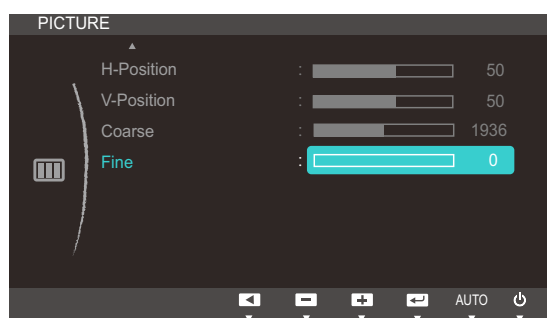 PICTURE
H-Position : 50
V-Position : 50
Coarse : 1936
Fine : 0
AUTO